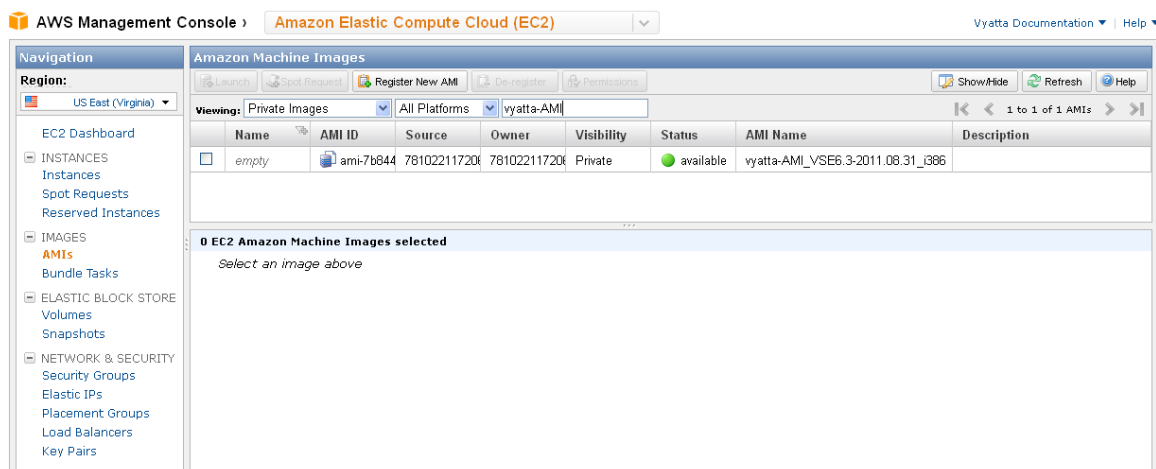 AWS Management Console › Amazon Elastic Compute Cloud (EC2) Vyatta Documentation ▼ | Help
Navigation
Region:
US East (Virginia)
EC2 Dashboard
INSTANCES
Instances
Spot Requests
Reserved Instances
IMAGES
AMIs
Bundle Tasks
ELASTIC BLOCK STORE
Volumes
Snapshots
NETWORK & SECURITY
Security Groups
Elastic IPs
Placement Groups
Load Balancers
Key Pairs
Amazon Machine Images
Launch Spot Request Register New AMI De-register Permissions Show/Hide Refresh Help
Viewing: Private Images All Platforms vyatta-AMI 1 to 1 of 1 AMIs
Name AMI ID Source Owner Visibility Status AMI Name Description
empty ami-7b844 78102211720 78102211720 Private available vyatta-AMI_VSE6.3-2011.08.31_i386
0 EC2 Amazon Machine Images selected
Select an image above